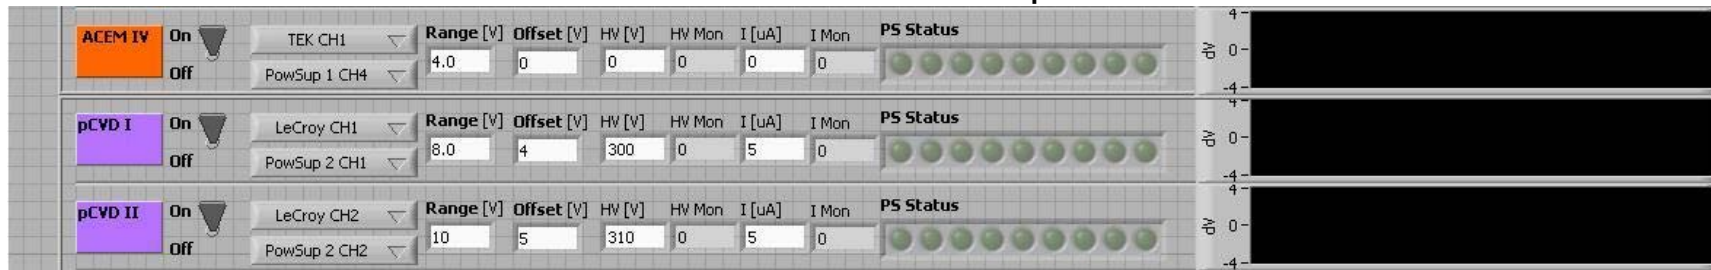 ACEM IV On TEK CH1 Range [V] Offset [V] HV [V] HV Mon I [uA] I Mon PS Status 4
4.0 0 0 0 0 0 dV 0
Off PowSup 1 CH4 -4
pCVD I On LeCroy CH1 Range [V] Offset [V] HV [V] HV Mon I [uA] I Mon PS Status 4
8.0 4 300 0 5 0 dV 0
Off PowSup 2 CH1 -4
pCVD II On LeCroy CH2 Range [V] Offset [V] HV [V] HV Mon I [uA] I Mon PS Status 4
10 5 310 0 5 0 dV 0
Off PowSup 2 CH2 -4